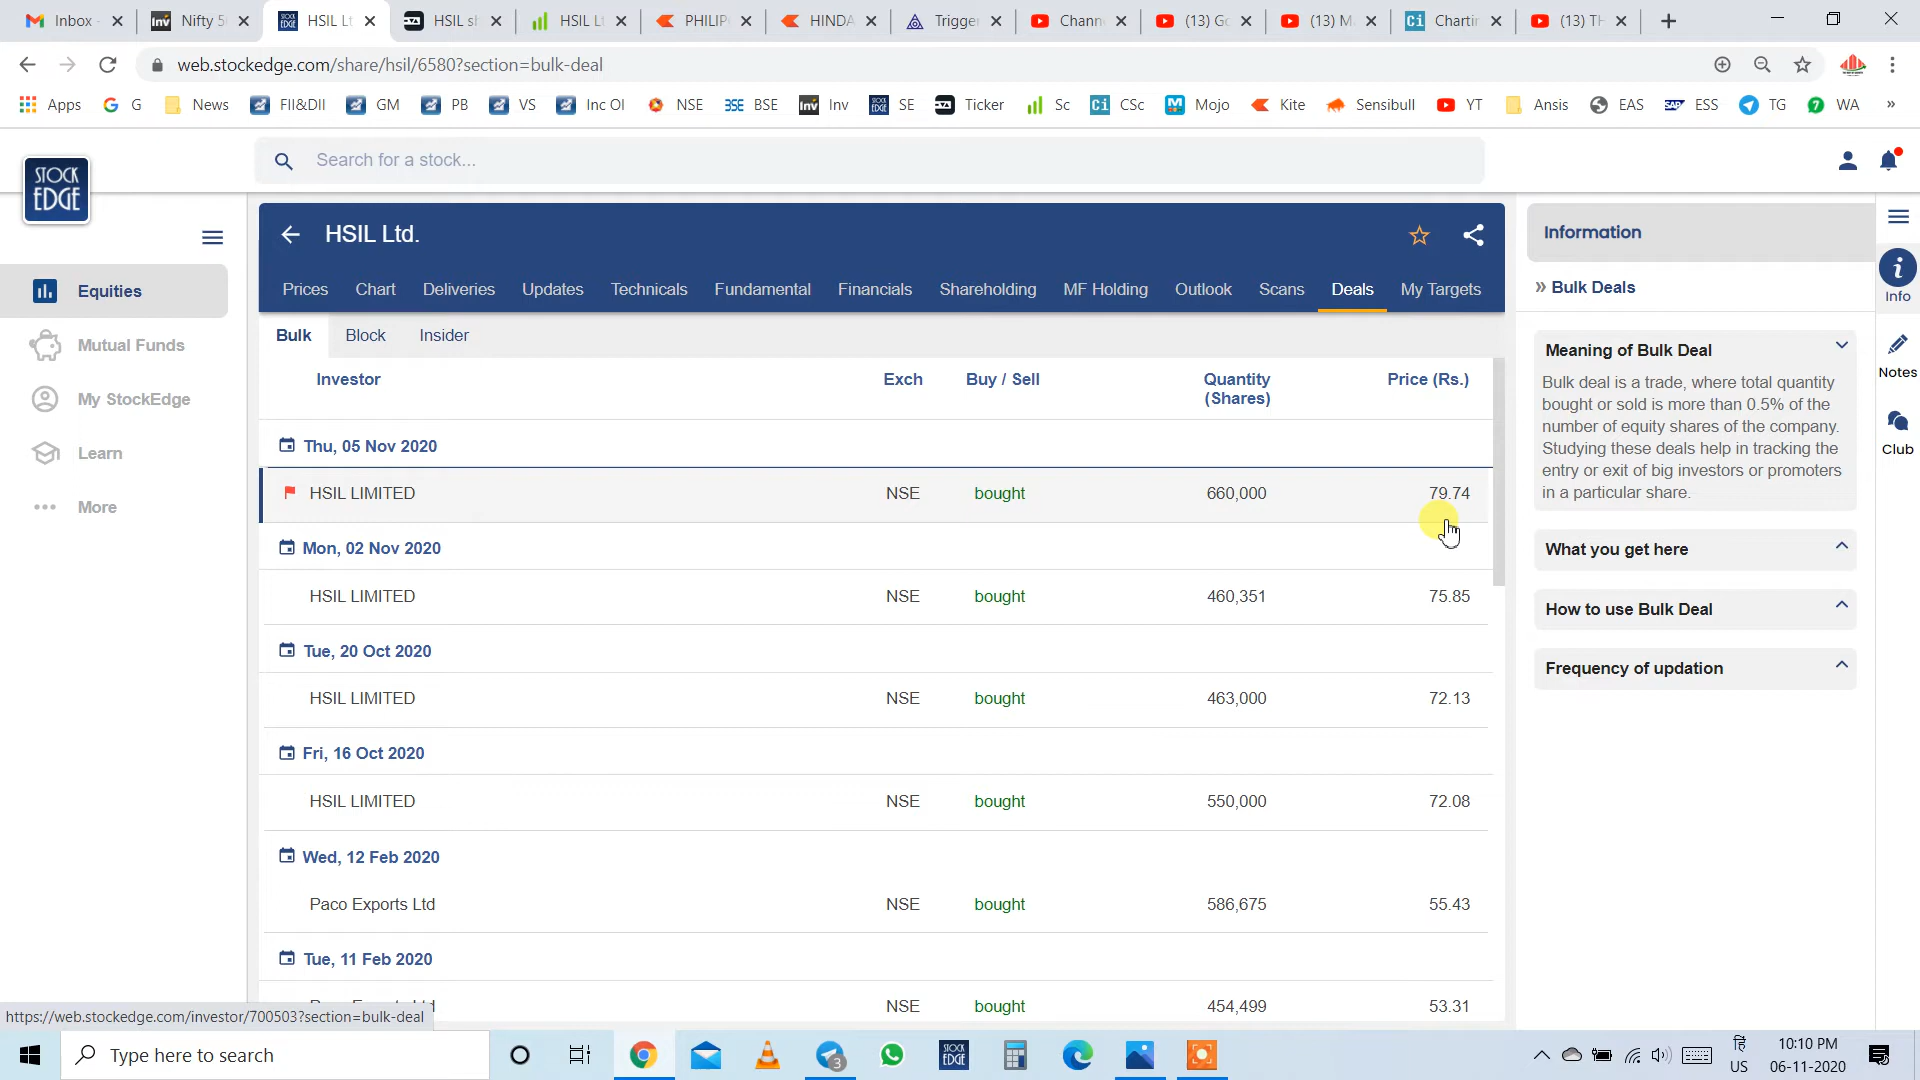 Inbox -
Nifty 5
HSIL Lt
HSIL sh
HSIL Lt
PHILIP
HINDA
Trigge
Chann
(13) Go
(13) M
Chartin
(13) TH
web.stockedge.com/share/hsil/6580?section=bulk-deal
Apps G News FII&DII GM PB VS Inc OI NSE BSE Inv SE Ticker Sc CSc Mojo Kite Sensibull YT Ansis EAS ESS TG WA »
STOCK
EDGE
Search for a stock...
HSIL Ltd.
Prices Chart Deliveries Updates Technicals Fundamental Financials Shareholding MF Holding Outlook Scans Deals My Targets
Bulk Block Insider
Equities
Mutual Funds
My StockEdge
Learn
More
Investor Exch Buy / Sell Quantity (Shares) Price (Rs.)
Thu, 05 Nov 2020
HSIL LIMITED NSE bought 660,000 79.74
Mon, 02 Nov 2020
HSIL LIMITED NSE bought 460,351 75.85
Tue, 20 Oct 2020
HSIL LIMITED NSE bought 463,000 72.13
Fri, 16 Oct 2020
HSIL LIMITED NSE bought 550,000 72.08
Wed, 12 Feb 2020
Paco Exports Ltd NSE bought 586,675 55.43
Tue, 11 Feb 2020
NSE bought 454,499 53.31
Information
» Bulk Deals
Meaning of Bulk Deal
Bulk deal is a trade, where total quantity
bought or sold is more than 0.5% of the
number of equity shares of the company.
Studying these deals help in tracking the
entry or exit of big investors or promoters
in a particular share.
What you get here
How to use Bulk Deal
Frequency of updation
Info
Notes
Club
https://web.stockedge.com/investor/700503?section=bulk-deal
Type here to search
STOCK
EDGE
3
हि
US
10:10 PM
06-11-2020